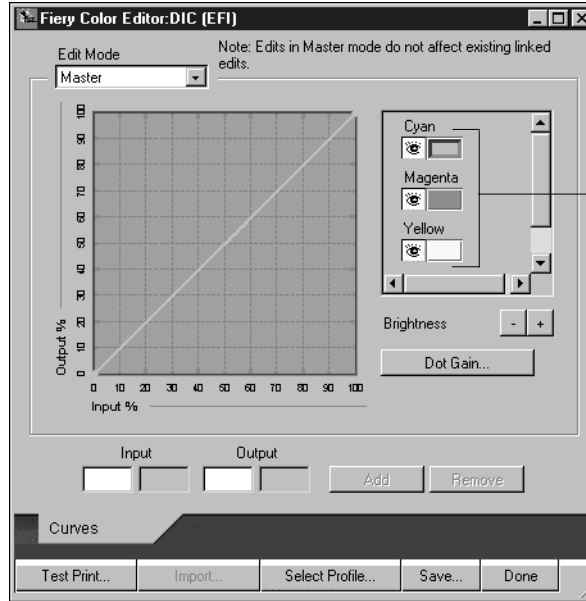 Fiery Color Editor:DIC (EFI)
Edit Mode
Note: Edits in Master mode do not affect existing linked
edits.
Master
100
90
80
70
60
50
40
30
20
10
0
Output %
0 10 20 30 40 50 60 70 80 90 100
Input %
Cyan
Magenta
Yellow
Brightness
- +
Dot Gain...
Input Output
Add Remove
Curves
Test Print... Import... Select Profile... Save... Done